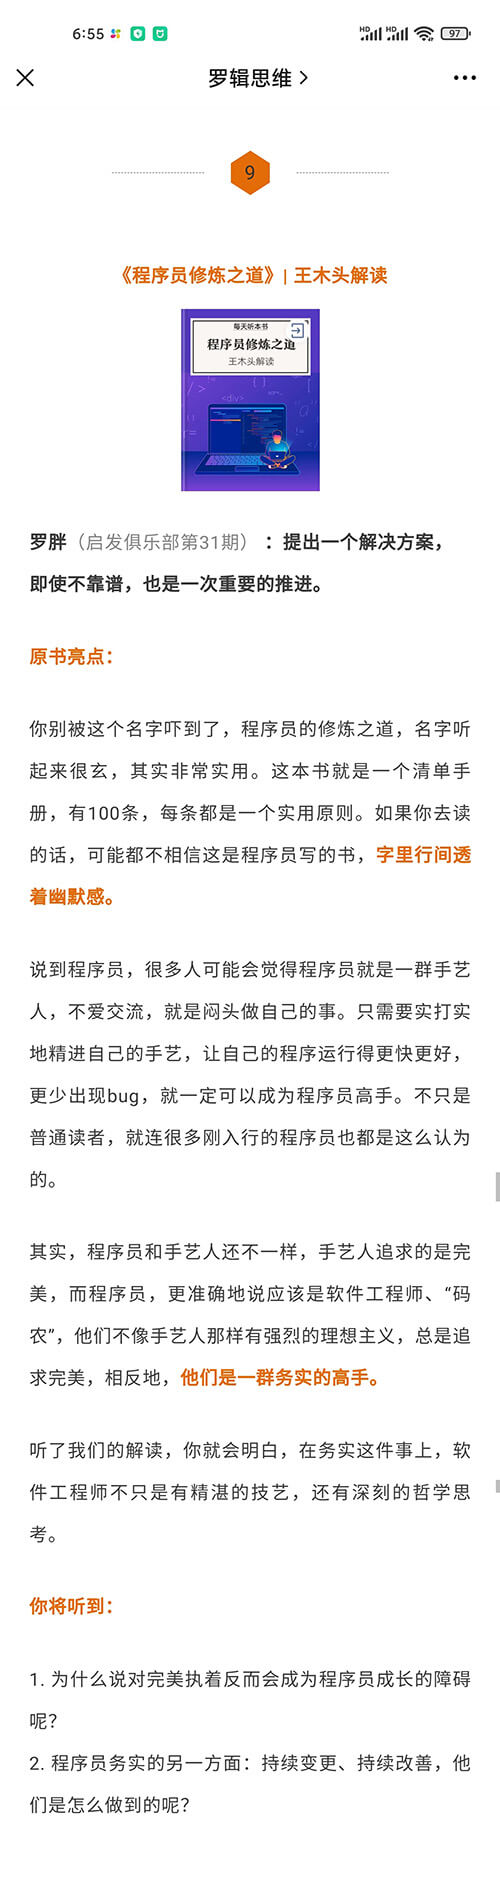 6:55
HD HD 97
罗辑思维
9
《程序员修炼之道》| 王木头解读
每天听本书
程序员修炼之道
王木头解读
<div>
罗胖（启发俱乐部第31期）：提出一个解决方案，
即使不靠谱，也是一次重要的推进。
原书亮点：
你别被这个名字吓到了，程序员的修炼之道，名字听
起来很玄，其实非常实用。这本书就是一个清单手
册，有100条，每条都是一个实用原则。如果你去读
的话，可能都不相信这是程序员写的书，字里行间透
着幽默感。
说到程序员，很多人可能会觉得程序员就是一群手艺
人，不爱交流，就是闷头做自己的事。只需要实打实
地精进自己的手艺，让自己的程序运行得更快更好，
更少出现bug，就一定可以成为程序员高手。不只是
普通读者，就连很多刚入行的程序员也都是这么认为
的。
其实，程序员和手艺人还不一样，手艺人追求的是完
美，而程序员，更准确地说应该是软件工程师、“码
农”，他们不像手艺人那样有强烈的理想主义，总是追
求完美，相反地，他们是一群务实的高手。
听了我们的解读，你就会明白，在务实这件事上，软
件工程师不只是有精湛的技艺，还有深刻的哲学思
考。
你将听到：
1. 为什么说对完美执着反而会成为程序员成长的障碍
呢？
2. 程序员务实的另一方面：持续变更、持续改善，他
们是怎么做到的呢？